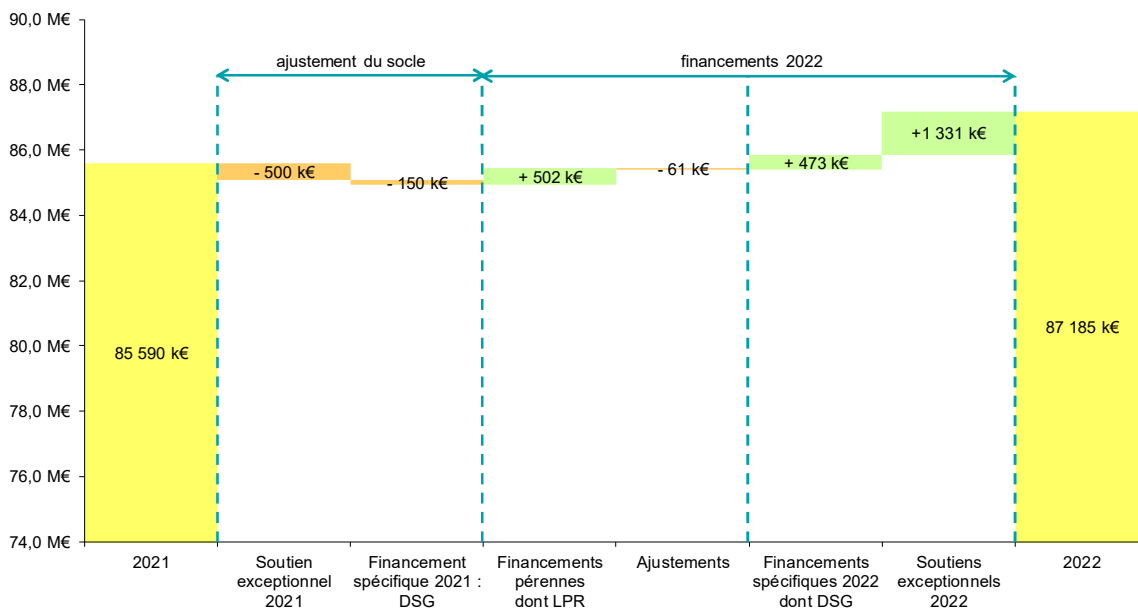 90,0 M€
88,0 M€
86,0 M€
84,0 M€
82,0 M€
80,0 M€
78,0 M€
76,0 M€
74,0 M€
ajustement du socle
financements 2022
85 590 k€
- 500 k€
- 150 k€
+ 502 k€
- 61 k€
+ 473 k€
+1 331 k€
87 185 k€
2021
Soutien
exceptionnel
2021
Financement
spécifique 2021 :
DSG
Financements
pérennes
dont LPR
Ajustements
Financements
spécifiques 2022
dont DSG
Soutiens
exceptionnels
2022
2022